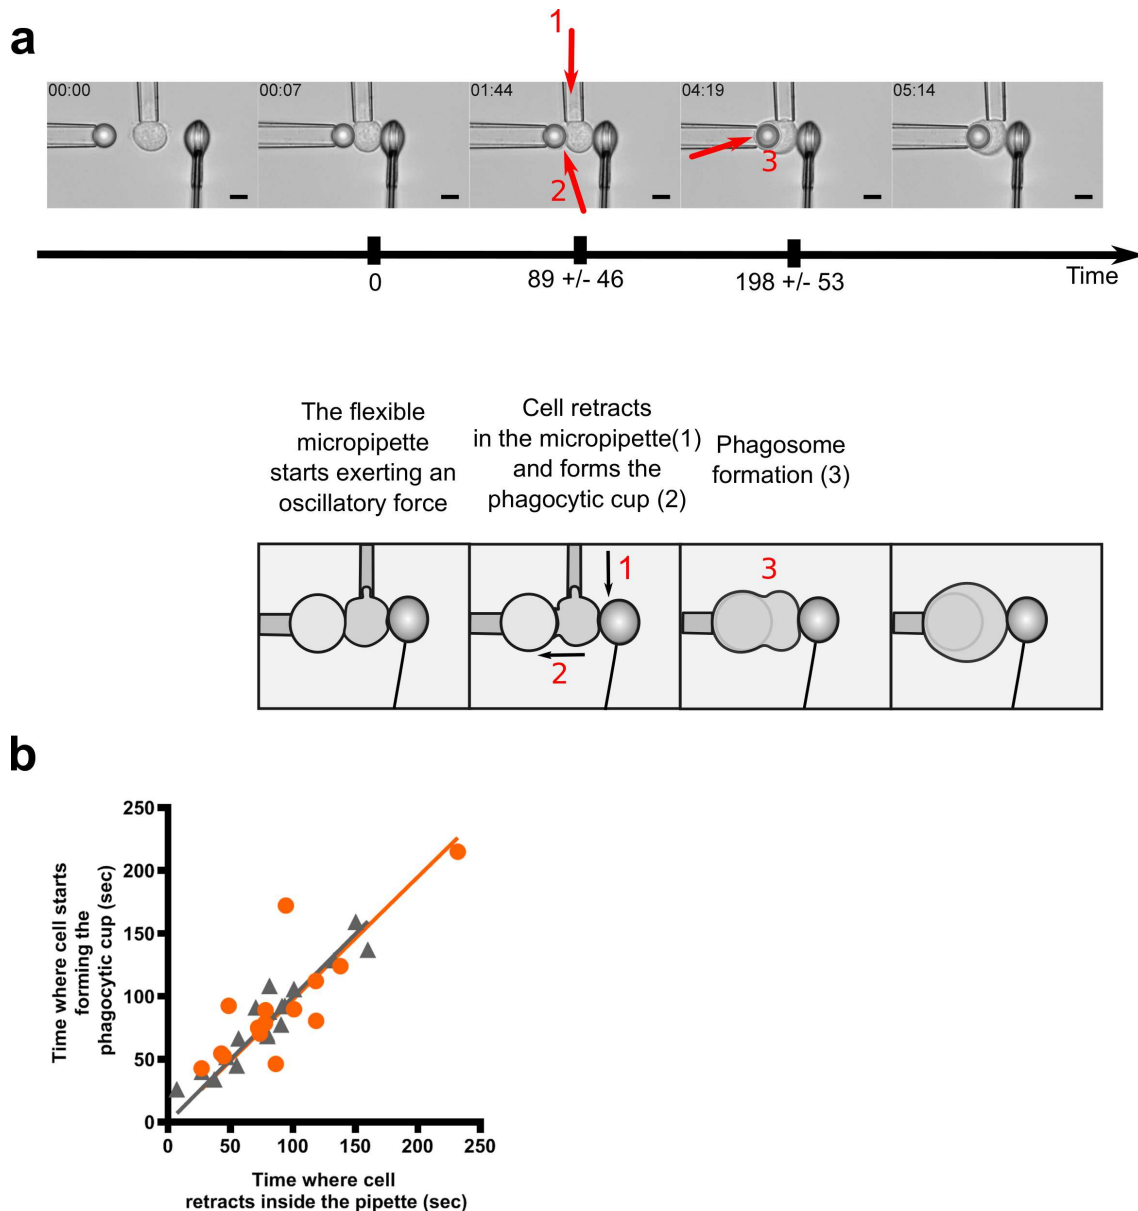 a
1
00:00
00:07
01:44
04:19
05:14
2
3
0
89 +/- 46
198 +/- 53
Time
The flexible
micropipette
starts exerting an
oscillatory force
Cell retracts
in the micropipette(1)
and forms the
phagocytic cup (2)
Phagosome
formation (3)
1
2
3
b
Time where cell starts
forming the
phagocytic cup (sec)
250
200
150
100
50
0
0 50 100 150 200 250
Time where cell
retracts inside the pipette (sec)